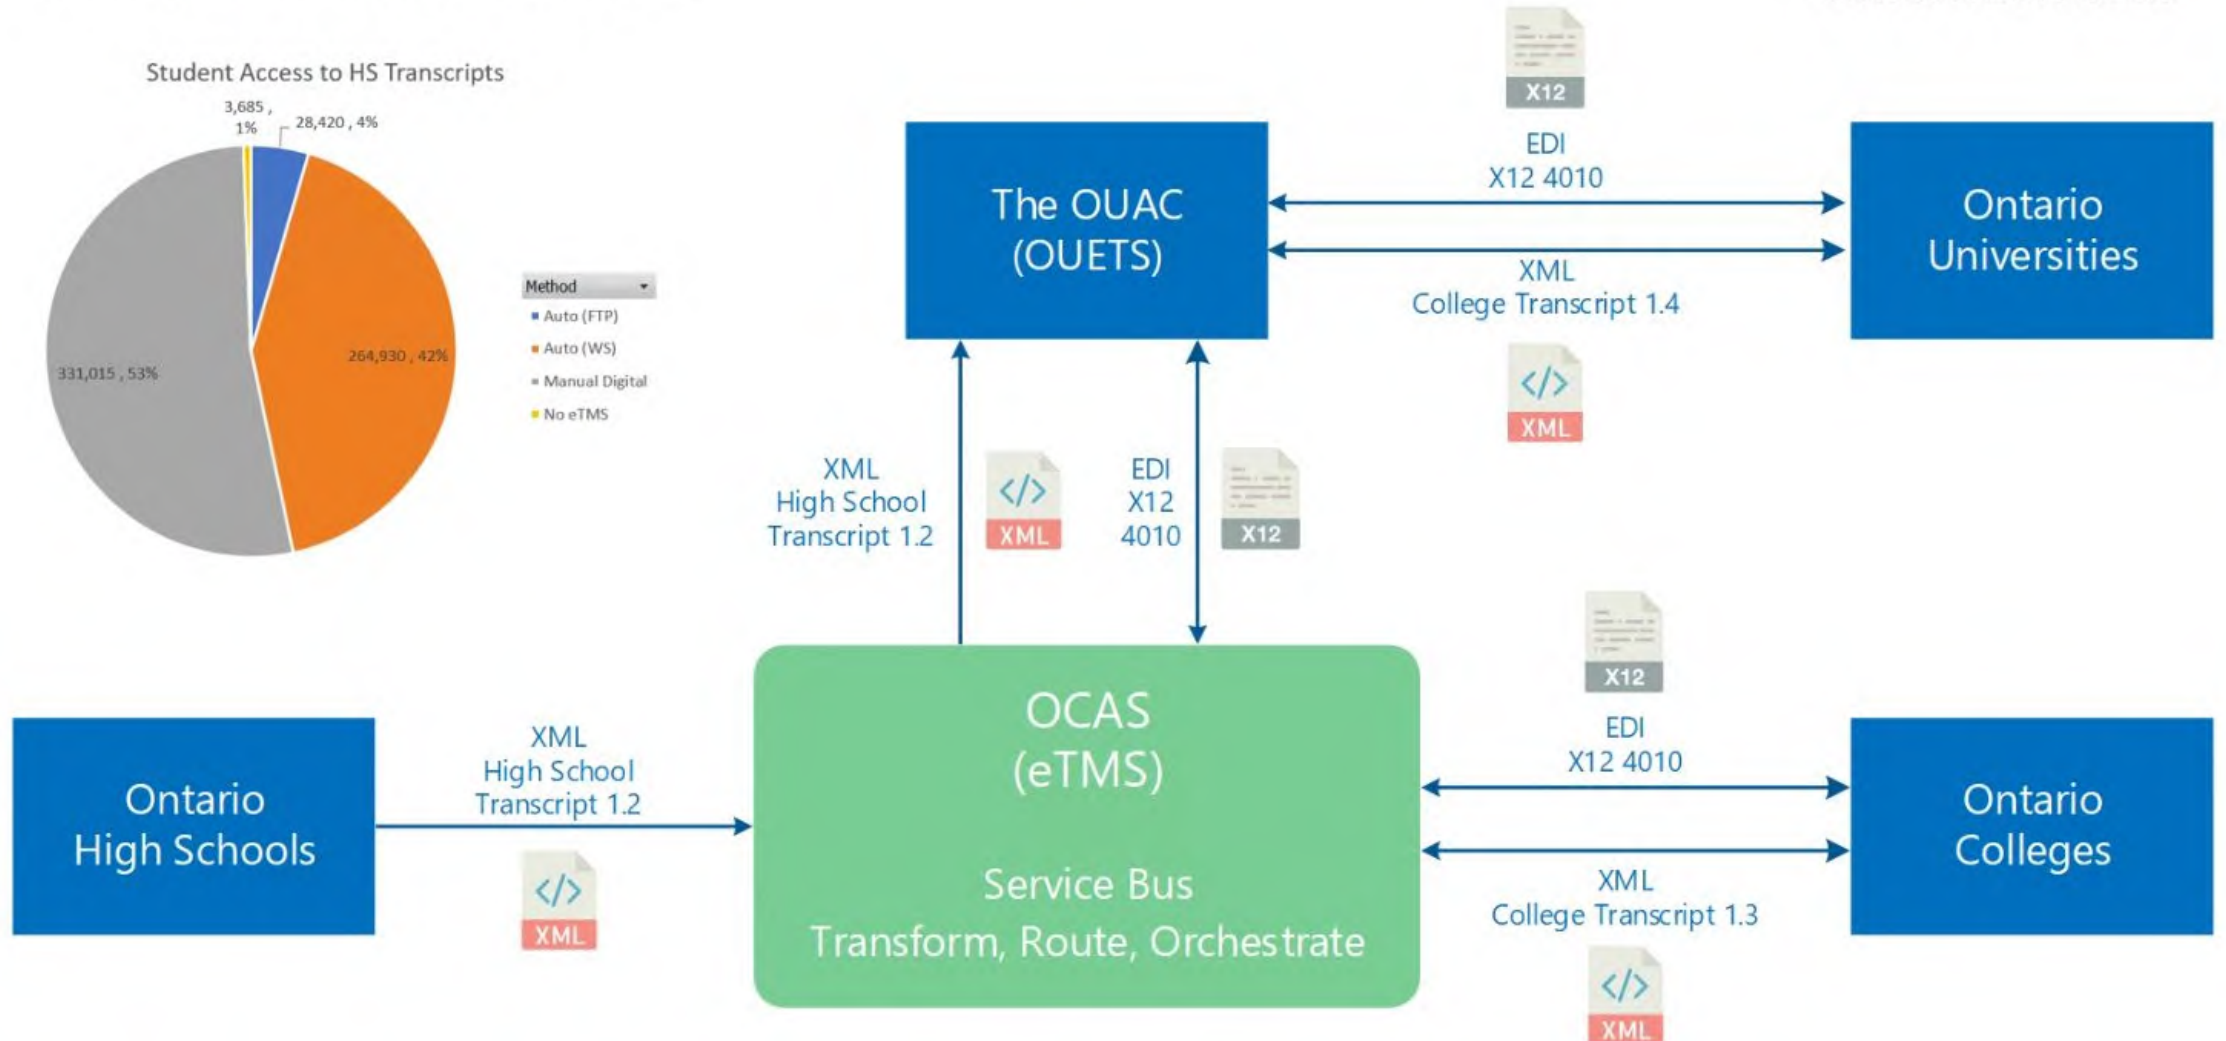 Student Access to HS Transcripts
3,685 ,
1%
28,420 , 4%
264,930 , 42%
331,015 , 53%
Method
Auto (FTP)
Auto (WS)
Manual Digital
No eTMS
X12
EDI
X12 4010
The OUAC
(OUETS)
Ontario
Universities
XML
College Transcript 1.4
</>
XML
XML
High School
Transcript 1.2
</>
XML
EDI
X12
4010
X12
Ontario
High Schools
XML
High School
Transcript 1.2
</>
XML
OCAS
(eTMS)
Service Bus
Transform, Route, Orchestrate
X12
EDI
X12 4010
Ontario
Colleges
XML
College Transcript 1.3
</>
XML